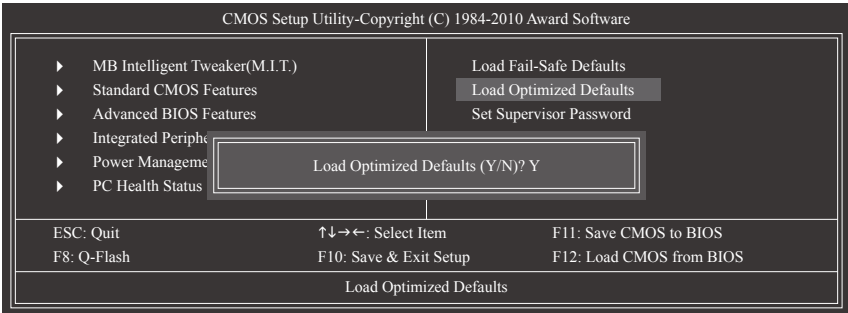 CMOS Setup Utility-Copyright (C) 1984-2010 Award Software
MB Intelligent Tweaker(M.I.T.)
Standard CMOS Features
Advanced BIOS Features
Integrated Periphe
Power Manageme
PC Health Status
Load Fail-Safe Defaults
Load Optimized Defaults
Set Supervisor Password
Load Optimized Defaults (Y/N)? Y
ESC: Quit ↑↓→←: Select Item F11: Save CMOS to BIOS
F8: Q-Flash F10: Save & Exit Setup F12: Load CMOS from BIOS
Load Optimized Defaults